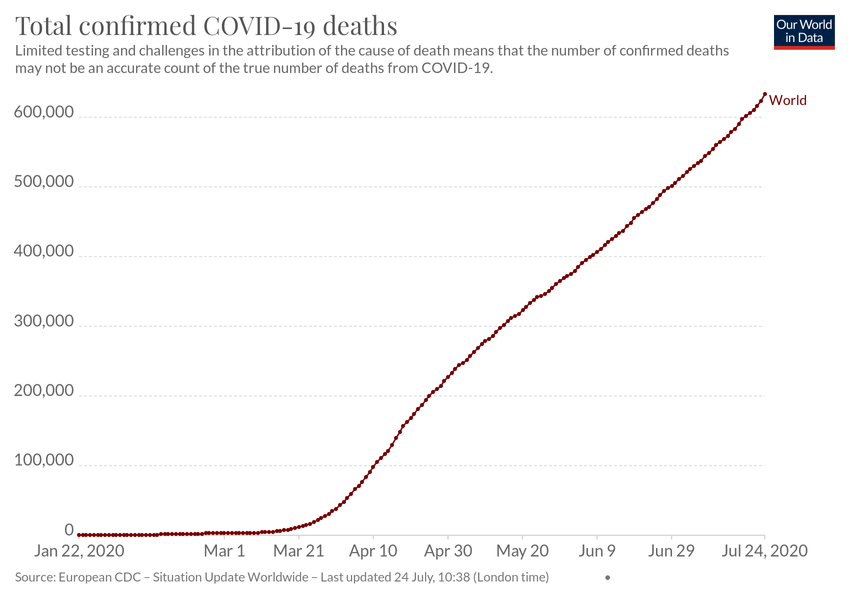 Total confirmed COVID-19 deaths
Our World
in Data
Limited testing and challenges in the attribution of the cause of death means that the number of confirmed deaths
may not be an accurate count of the true number of deaths from COVID-19.
World
600,000
500,000
400,000
300,000
200,000
100,000
0
Jan 22, 2020 Mar 1 Mar 21 Apr 10 Apr 30 May 20 Jun 9 Jun 29 Jul 24, 2020
Source: European CDC – Situation Update Worldwide – Last updated 24 July, 10:38 (London time) •